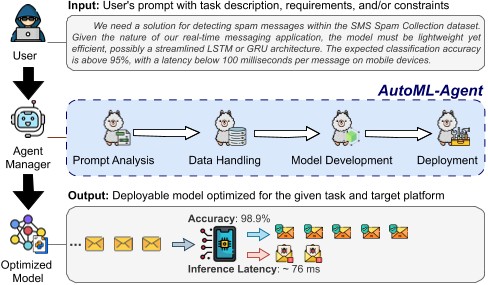 Input: User's prompt with task description, requirements, and/or constraints
We need a solution for detecting spam messages within the SMS Spam Collection dataset.
Given the nature of our real-time messaging application, the model must be lightweight yet
efficient, possibly a streamlined LSTM or GRU architecture. The expected classification accuracy
is above 95%, with a latency below 100 milliseconds per message on mobile devices.
User
AutoML-Agent
Agent
Manager
Prompt Analysis
Data Handling
Model Development
Deployment
Output: Deployable model optimized for the given task and target platform
Accuracy: 98.9%
...
Inference Latency: ~ 76 ms
Optimized
Model